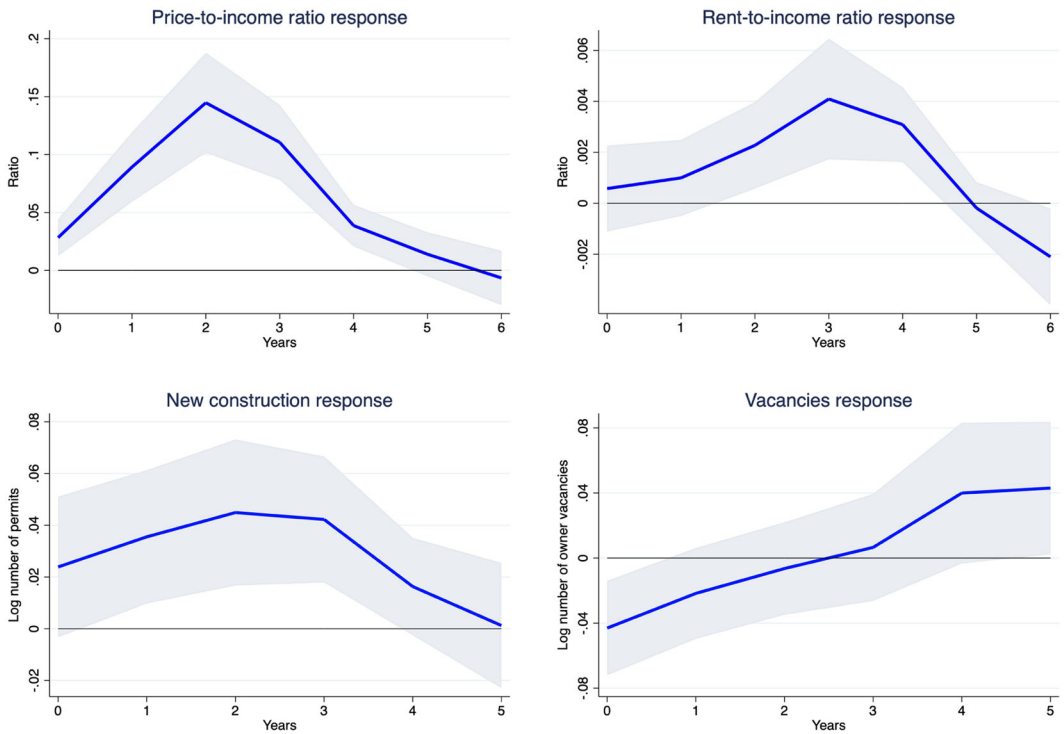 Price-to-income ratio response
.2
.15
.1
.05
0
Ratio
0 1 2 3 4 5 6
Years
Rent-to-income ratio response
.006
.004
.002
0
-.002
Ratio
0 1 2 3 4 5 6
Years
New construction response
.08
.06
.04
.02
0
-.02
Log number of permits
0 1 2 3 4 5
Years
Vacancies response
.08
.04
0
-.04
-.08
Log number of owner vacancies
0 1 2 3 4 5
Years